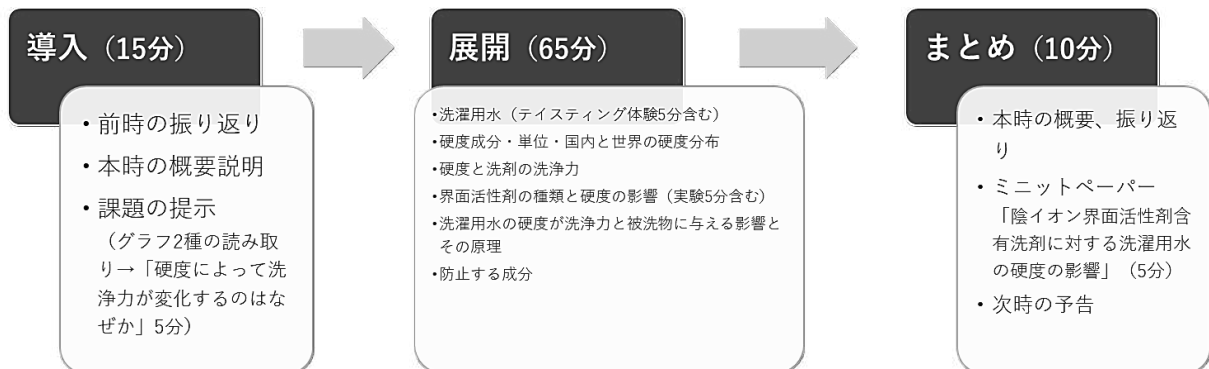 導入（15分）
・前時の振り返り
・本時の概要説明
・課題の提示
（グラフ2種の読み取
り→「硬度によって洗
浄力が変化するのはな
ぜか」5分）
展開（65分）
•洗濯用水（テイスティング体験5分含む）
•硬度成分・単位・国内と世界の硬度分布
•硬度と洗剤の洗浄力
•界面活性剤の種類と硬度の影響（実験5分含む）
•洗濯用水の硬度が洗浄力と被洗物に与える影響と
その原理
•防止する成分
まとめ（10分）
・本時の概要、振り返
り
・ミニットペーパー
「陰イオン界面活性剤含
有洗剤に対する洗濯用水
の硬度の影響」（5分）
・次時の予告